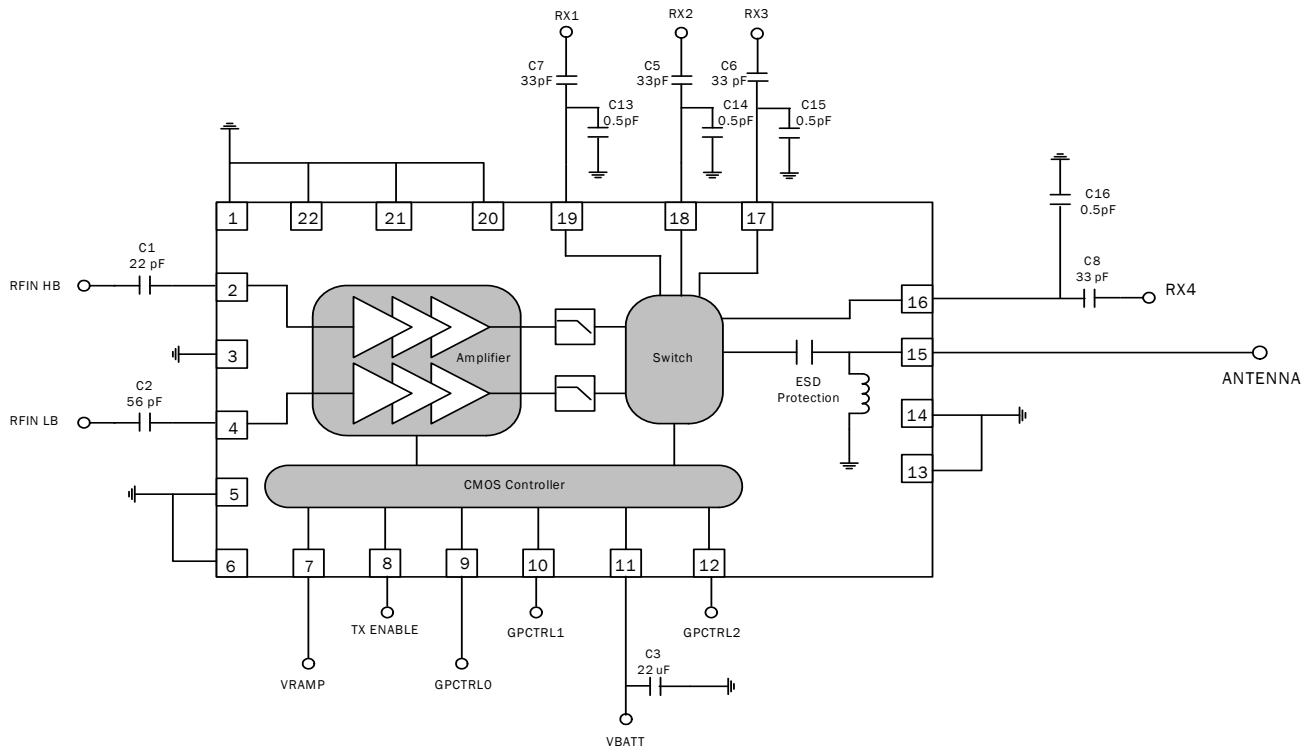 RX1
RX2
RX3
C7
33pF
C5
33pF
C6
33 pF
C13
0.5pF
C14
0.5pF
C15
0.5pF
C16
0.5pF
1
22
21
20
19
18
17
C1
22 pF
RFIN HB
2
C8
33 pF
RX4
16
Amplifier
Switch
3
15
ANTENNA
ESD
Protection
C2
56 pF
RFIN LB
4
14
13
5
CMOS Controller
6
7
8
9
10
11
12
TX ENABLE
GPCTRL1
GPCTRL2
C3
22 uF
VRAMP
GPCTRL0
VBATT